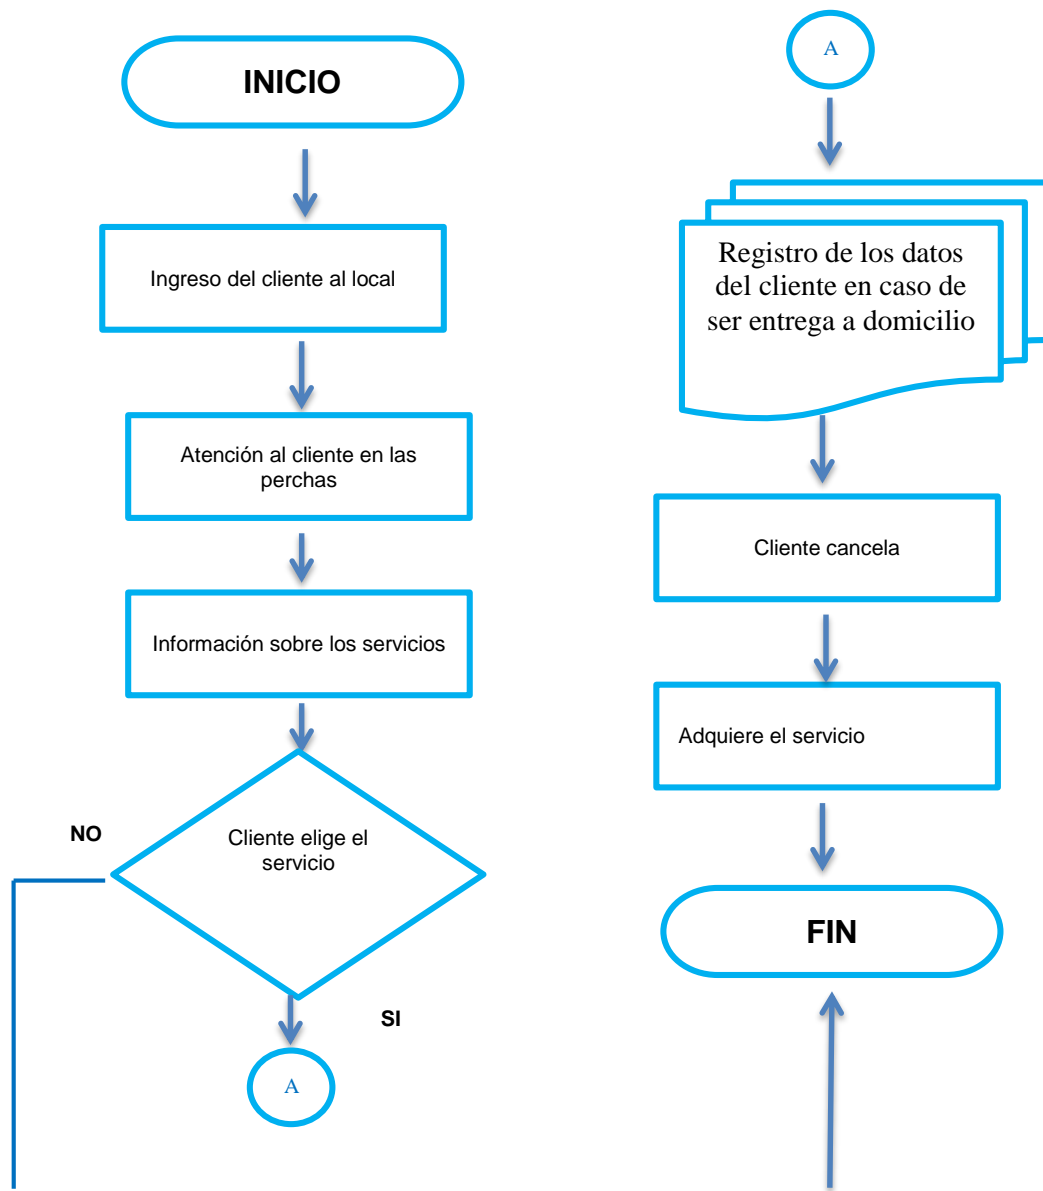 INICIO
Ingreso del cliente al local
Atención al cliente en las
perchas
Información sobre los servicios
Cliente elige el
servicio
NO
SI
A
A
Registro de los datos
del cliente en caso de
ser entrega a domicilio
Cliente cancela
Adquiere el servicio
FIN